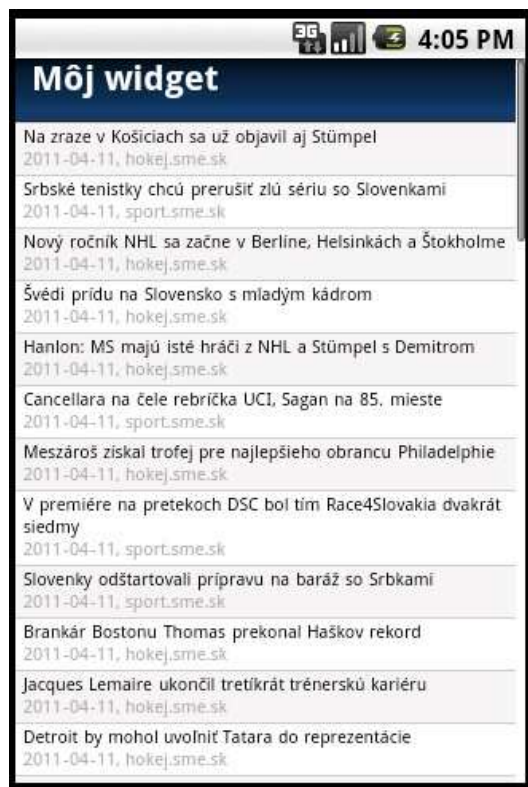 3G 4:05 PM
Môj widget
Na zraze v Košiciach sa už objavil aj Stümpel
2011-04-11, hokej.sme.sk
Srbské tenistky chcú prerušiť zlú sériu so Slovenkami
2011-04-11, sport.sme.sk
Nový ročník NHL sa začne v Berlíne, Helsinkách a Štokholme
2011-04-11, hokej.sme.sk
Švédi prídu na Slovensko s mladým kádrom
2011-04-11, hokej.sme.sk
Hanlon: MS majú isté hráči z NHL a Stümpel s Demitrom
2011-04-11, hokej.sme.sk
Cancellara na čele rebríčka UCI, Sagan na 85. mieste
2011-04-11, sport.sme.sk
Meszároš získal trofej pre najlepšieho obrancu Philadelphie
2011-04-11, hokej.sme.sk
V premiére na pretekoch DSC bol tím Race4Slovakia dvakrát
siedmy
2011-04-11, sport.sme.sk
Slovenky odštartovali prípravu na baráž so Srbkami
2011-04-11, sport.sme.sk
Brankár Bostonu Thomas prekonal Haškov rekord
2011-04-11, hokej.sme.sk
Jacques Lemaire ukončil tretíkrát trénerskú kariéru
2011-04-11, hokej.sme.sk
Detroit by mohol uvoľniť Tatara do reprezentácie
2011-04-11, hokej.sme.sk